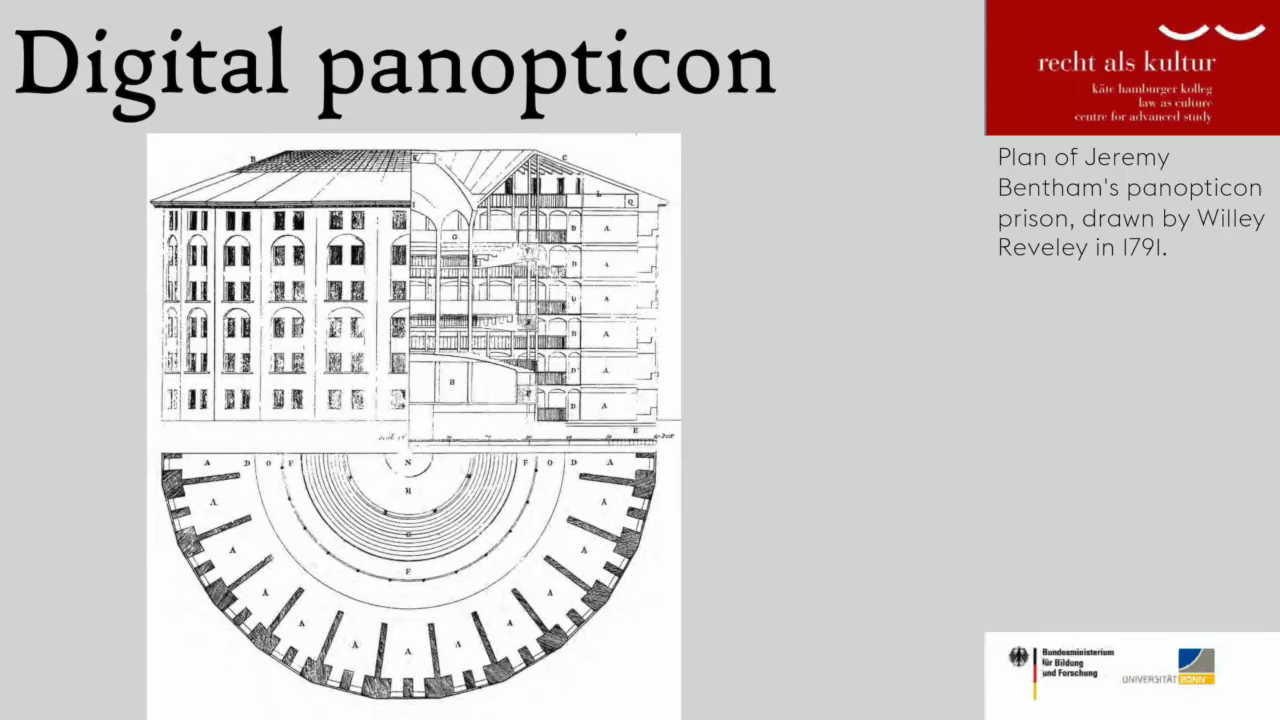 Digital panopticon
recht als kultur
käte hamburger kolleg
law as culture
centre for advanced study
Plan of Jeremy
Bentham's panopticon
prison, drawn by Willey
Reveley in 1791.
B K C
L
Q
G D A
D A
D A
D A
H D A
D A
E
A D O F N F O D A
M
A A
G
A A
F
A A
A A
A A A
Bundesministerium
für Bildung
und Forschung
UNIVERSITÄT BONN